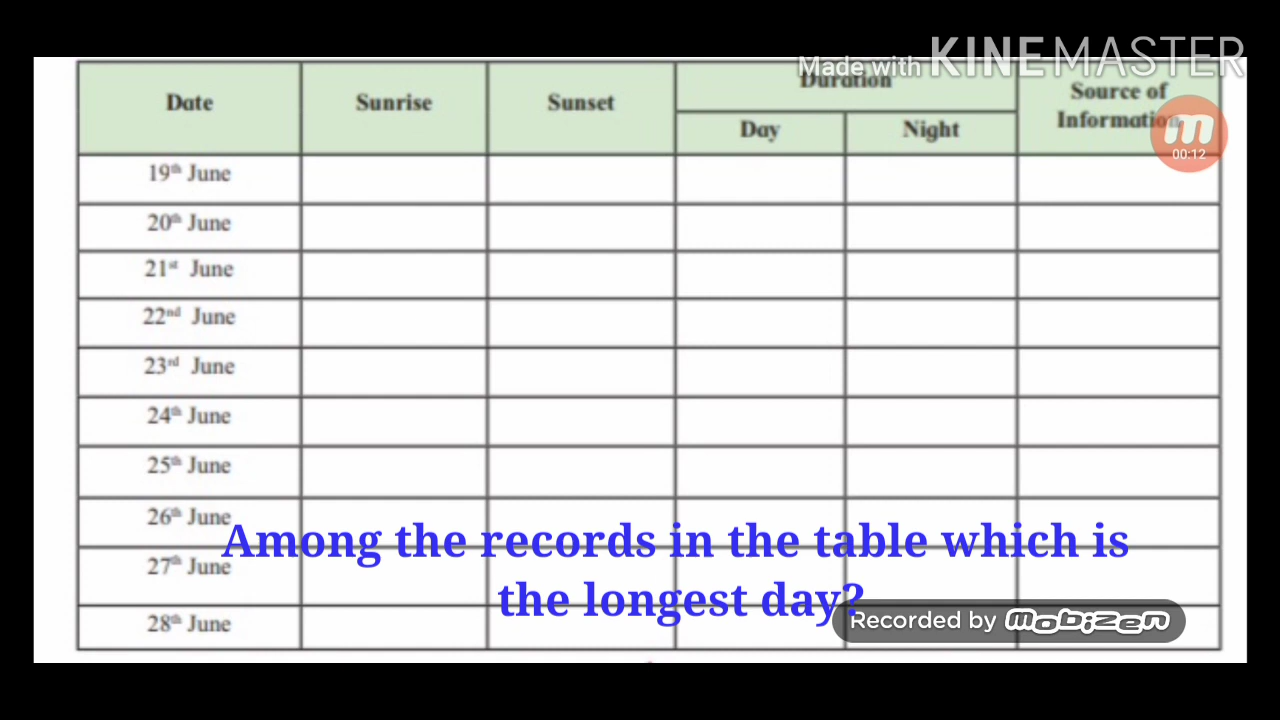 Made with KINEMASTER
Duration
Date Sunrise Sunset Source of
Information
Day Night
00:12
19th June
20th June
21st June
22nd June
23rd June
24th June
25th June
26th June
Among the records in the table which is
27th June
the longest day?
Recorded by mobizen
28th June